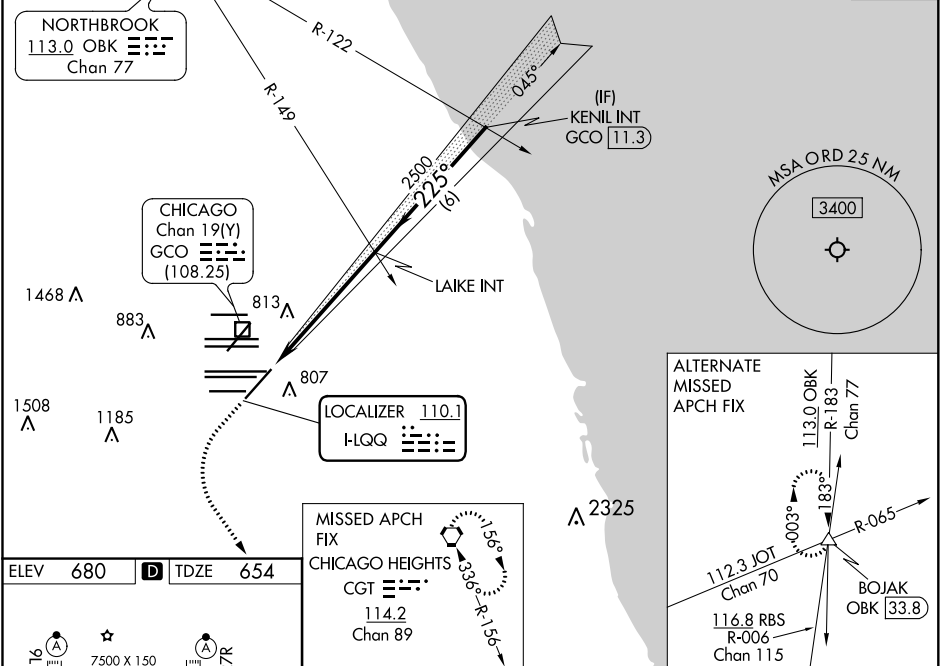 NORTHBROOK
113.0 OBK
Chan 77
R-122
R-149
045°
(IF)
KENIL INT
GCO 11.3
2500
225°
(6)
MSA ORD 25 NM
3400
CHICAGO
Chan 19(Y)
GCO
(108.25)
LAIKE INT
1468
813
883
807
1508
1185
LOCALIZER 110.1
I-LQQ
2325
ALTERNATE
MISSED
APCH FIX
113.0 OBK
R-183
Chan 77
003°
183°
R-065
112.3 JOT
Chan 70
116.8 RBS
R-006
Chan 115
BOJAK
OBK 33.8
MISSED APCH
FIX
CHICAGO HEIGHTS
CGT
114.2
Chan 89
156°
336°
R-156
ELEV 680 D TDZE 654
A
7500 X 150
A
7R